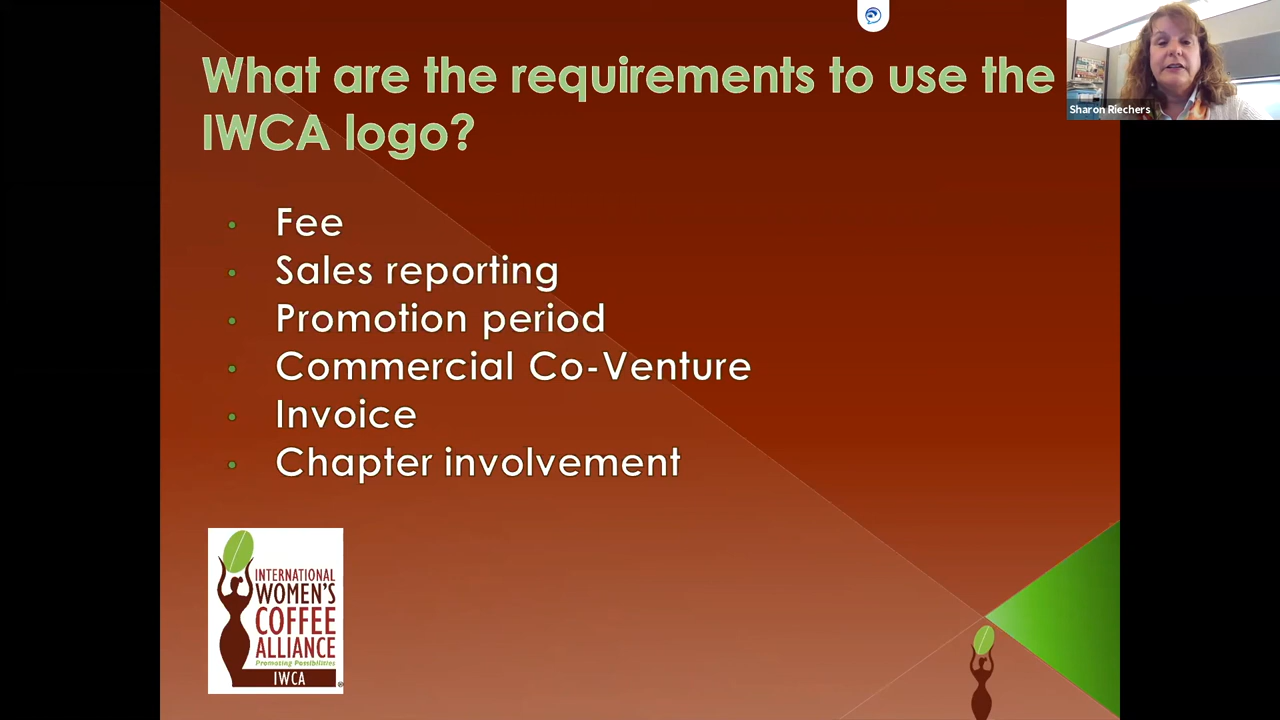 What are the requirements to use the
IWCA logo?
Sharon Riechers
• Fee
• Sales reporting
• Promotion period
• Commercial Co-Venture
• Invoice
• Chapter involvement
INTERNATIONAL
WOMEN'S
COFFEE
ALLIANCE
Promoting Possibilities
IWCA
®